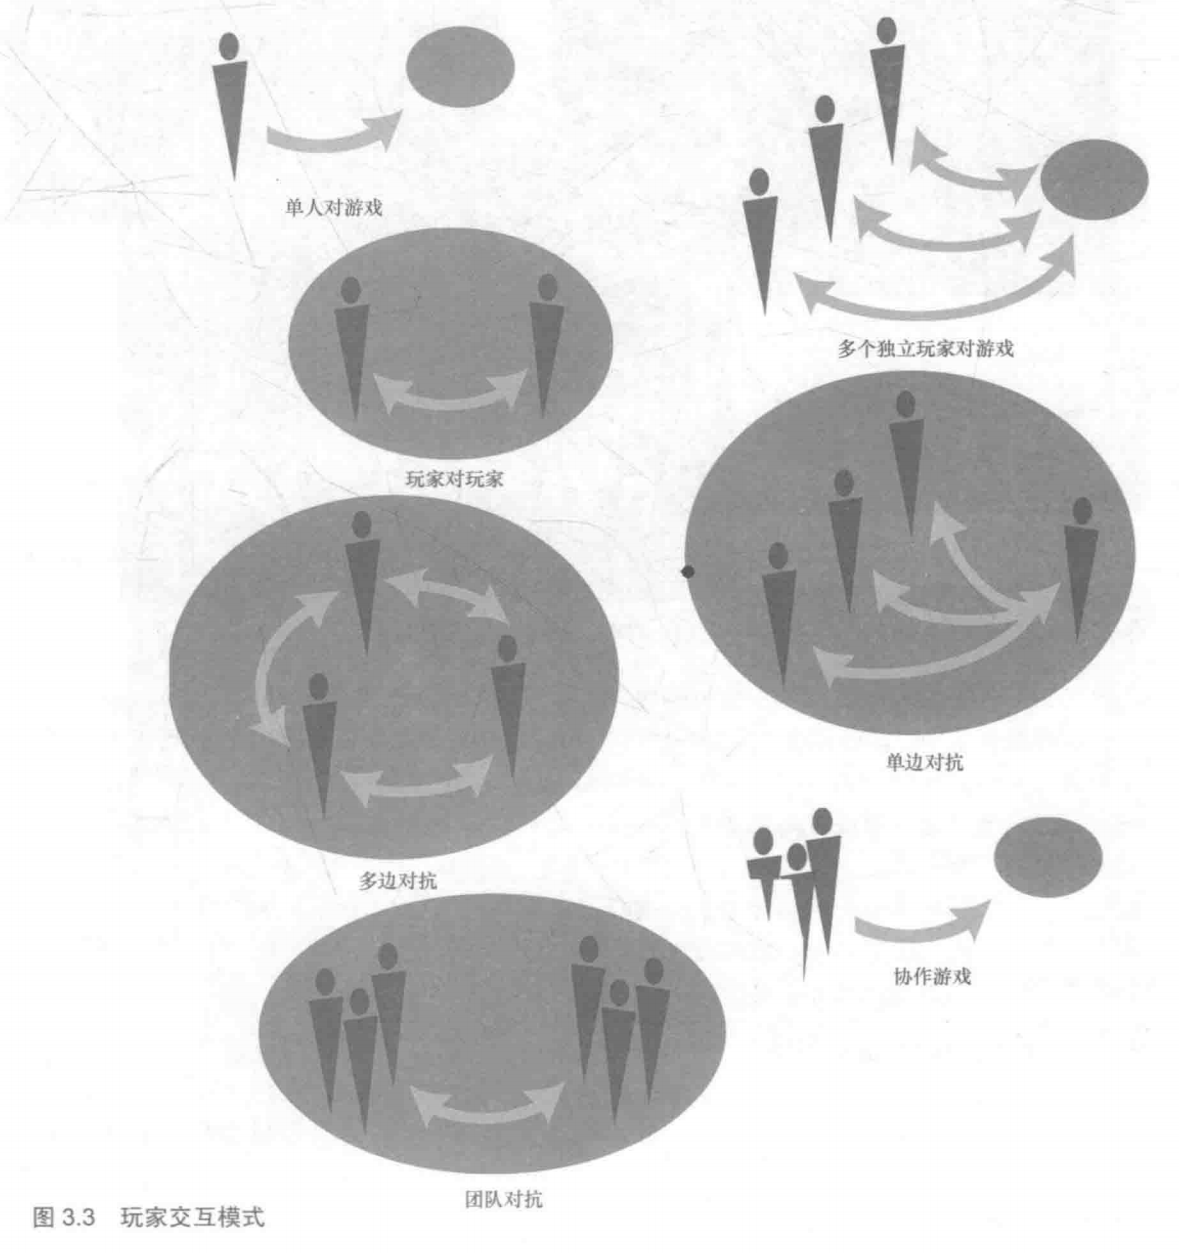 单人对游戏
多个独立玩家对游戏
玩家对玩家
单边对抗
多边对抗
协作游戏
团队对抗
图 3.3 玩家交互模式